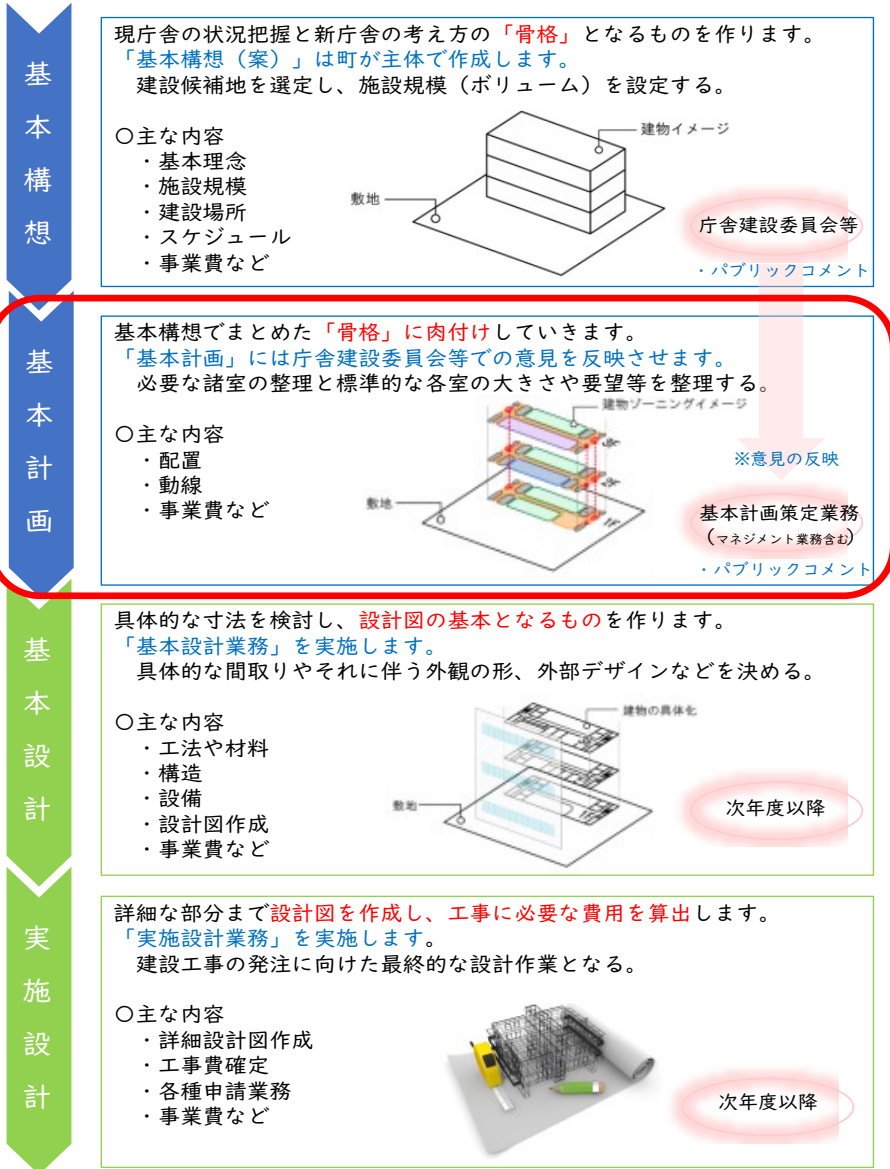 基本構想
現庁舎の状況把握と新庁舎の考え方の「骨格」となるものを作ります。
「基本構想（案）」は町が主体で作成します。
建設候補地を選定し、施設規模（ボリューム）を設定する。
〇主な内容
・基本理念
・施設規模
・建設場所
・スケジュール
・事業費など
建物イメージ
敷地
庁舎建設委員会等
・パブリックコメント
基本計画
基本構想でまとめた「骨格」に肉付けしていきます。
「基本計画」には庁舎建設委員会等での意見を反映させます。
必要な諸室の整理と標準的な各室の大きさや要望等を整理する。
〇主な内容
・配置
・動線
・事業費など
建物ゾーニングイメージ
3F
2F
1F
敷地
※意見の反映
基本計画策定業務
（マネジメント業務含む）
・パブリックコメント
基本設計
具体的な寸法を検討し、設計図の基本となるものを作ります。
「基本設計業務」を実施します。
具体的な間取りやそれに伴う外観の形、外部デザインなどを決める。
〇主な内容
・工法や材料
・構造
・設備
・設計図作成
・事業費など
建物の具体化
敷地
次年度以降
実施設計
詳細な部分まで設計図を作成し、工事に必要な費用を算出します。
「実施設計業務」を実施します。
建設工事の発注に向けた最終的な設計作業となる。
〇主な内容
・詳細設計図作成
・工事費確定
・各種申請業務
・事業費など
次年度以降